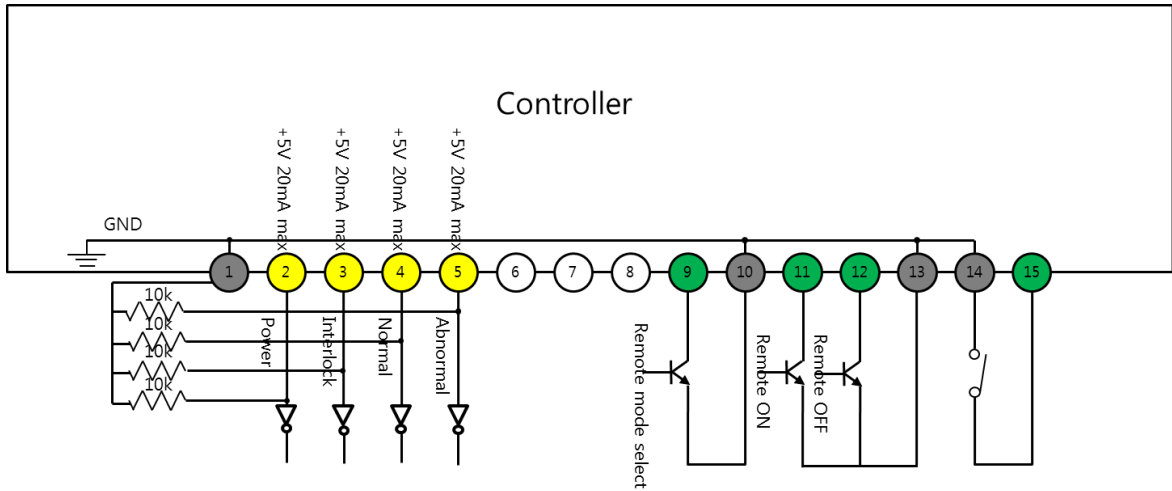 Controller
+5V 20mA max
+5V 20mA max
+5V 20mA max
+5V 20mA max
GND
1
2
3
4
5
6
7
8
9
10
11
12
13
14
15
10k
10k
10k
10k
Power
Interlock
Normal
Abnormal
Remote mode select
Remote ON
Remote OFF